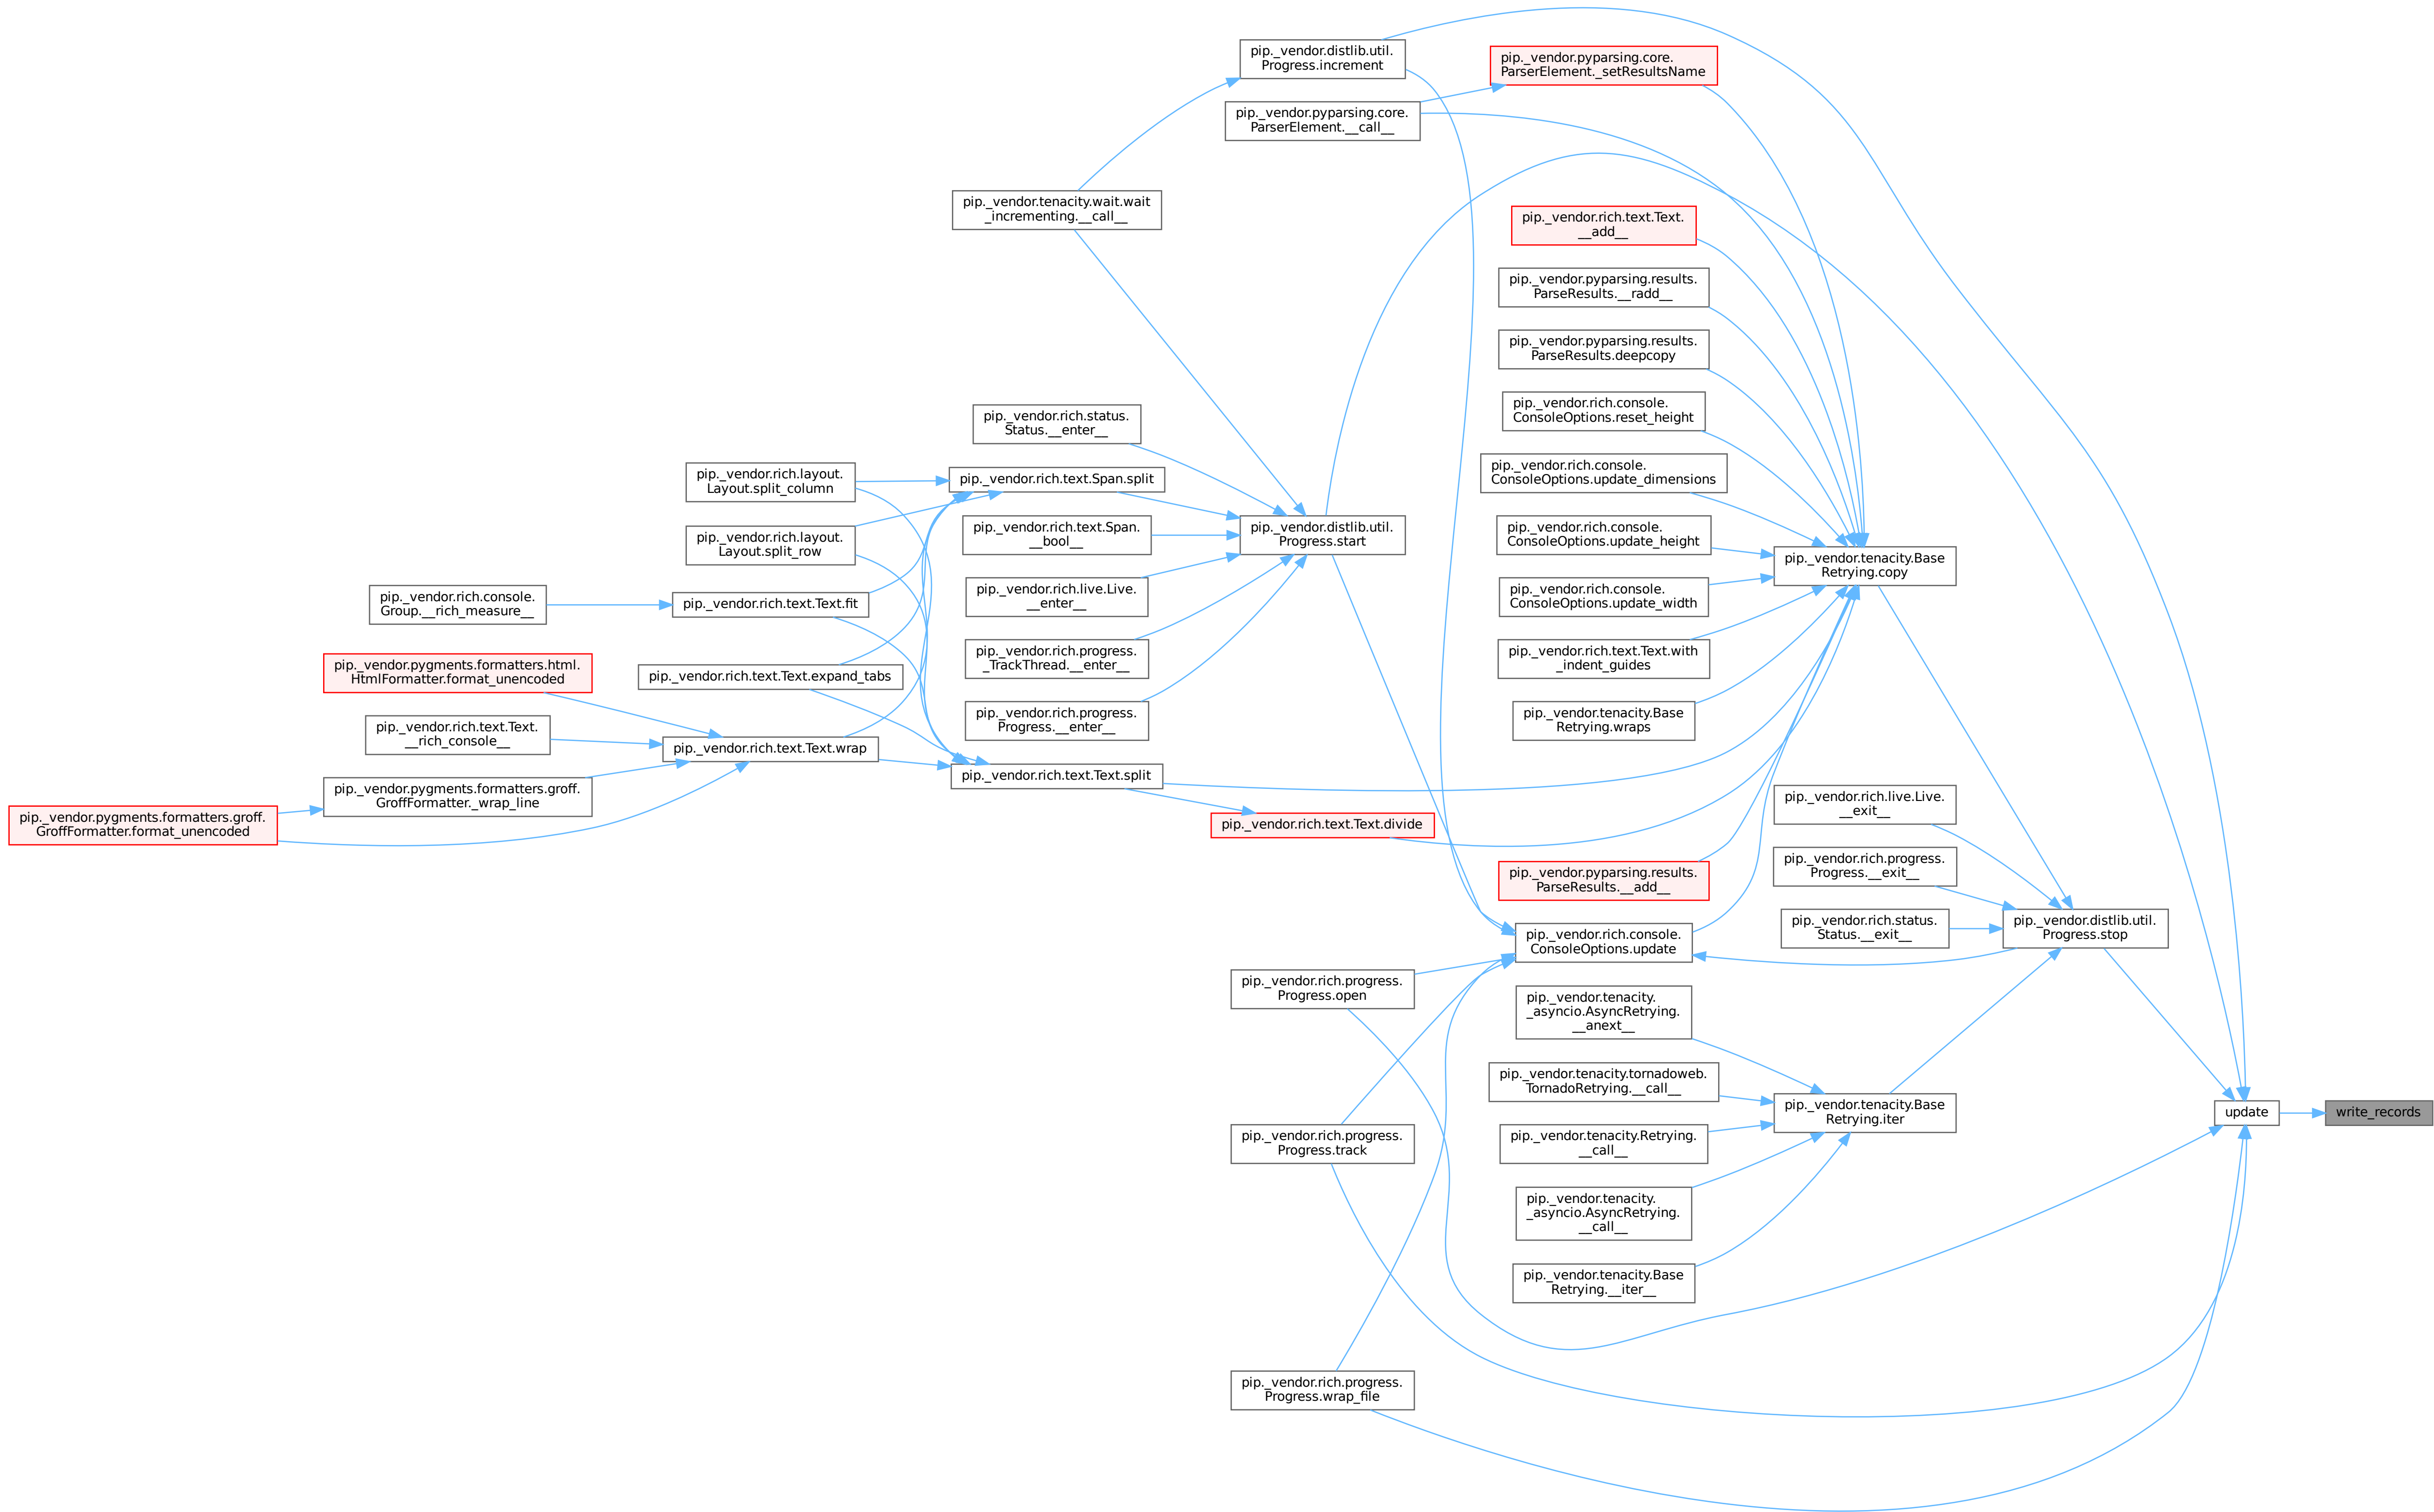 pip._vendor.distlib.util.
Progress.increment
pip._vendor.pyparsing.core.
ParserElement._setResultsName
pip._vendor.pyparsing.core.
ParserElement.__call__
pip._vendor.tenacity.wait.wait
_incrementing.__call__
pip._vendor.rich.text.Text.
__add__
pip._vendor.pyparsing.results.
ParseResults.__radd__
pip._vendor.pyparsing.results.
ParseResults.deepcopy
pip._vendor.rich.console.
ConsoleOptions.reset_height
pip._vendor.rich.status.
Status.__enter__
pip._vendor.rich.console.
ConsoleOptions.update_dimensions
pip._vendor.rich.layout.
Layout.split_column
pip._vendor.rich.text.Span.split
pip._vendor.rich.layout.
Layout.split_row
pip._vendor.rich.text.Span.
__bool__
pip._vendor.distlib.util.
Progress.start
pip._vendor.rich.console.
ConsoleOptions.update_height
pip._vendor.tenacity.Base
Retrying.copy
pip._vendor.rich.console.
Group.__rich_measure__
pip._vendor.rich.text.Text.fit
pip._vendor.rich.live.Live.
__enter__
pip._vendor.rich.console.
ConsoleOptions.update_width
pip._vendor.pygments.formatters.html.
HtmlFormatter.format_unencoded
pip._vendor.rich.text.Text.expand_tabs
pip._vendor.rich.progress.
_TrackThread.__enter__
pip._vendor.rich.text.Text.with
_indent_guides
pip._vendor.rich.text.Text.
__rich_console__
pip._vendor.rich.text.Text.wrap
pip._vendor.rich.progress.
Progress.__enter__
pip._vendor.tenacity.Base
Retrying.wraps
pip._vendor.pygments.formatters.groff.
GroffFormatter._wrap_line
pip._vendor.rich.text.Text.split
pip._vendor.pygments.formatters.groff.
GroffFormatter.format_unencoded
pip._vendor.rich.text.Text.divide
pip._vendor.rich.live.Live.
__exit__
pip._vendor.pyparsing.results.
ParseResults.__add__
pip._vendor.rich.progress.
Progress.__exit__
pip._vendor.rich.console.
ConsoleOptions.update
pip._vendor.rich.status.
Status.__exit__
pip._vendor.distlib.util.
Progress.stop
pip._vendor.rich.progress.
Progress.open
pip._vendor.tenacity.
_asyncio.AsyncRetrying.
__anext__
pip._vendor.tenacity.tornadoweb.
TornadoRetrying.__call__
pip._vendor.tenacity.Base
Retrying.iter
update
write_records
pip._vendor.rich.progress.
Progress.track
pip._vendor.tenacity.Retrying.
__call__
pip._vendor.tenacity.
_asyncio.AsyncRetrying.
__call__
pip._vendor.tenacity.Base
Retrying.__iter__
pip._vendor.rich.progress.
Progress.wrap_file